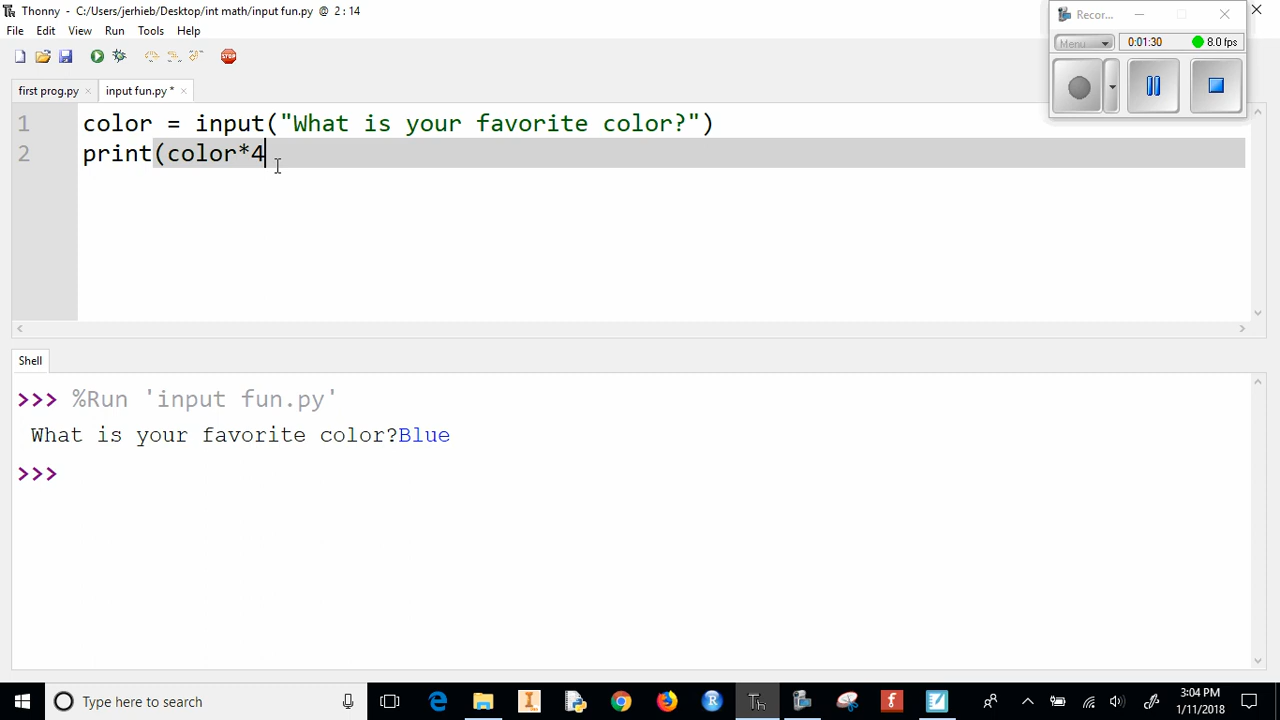 Thonny - C:/Users/jerhieb/Desktop/int math/input fun.py @ 2 : 14
File Edit View Run Tools Help
Recor...
Menu
0:01:30 8.0 fps
STOP
first prog.py × input fun.py * ×
1 color = input("What is your favorite color?")
2 print(color*4
Shell
>>> %Run 'input fun.py'
What is your favorite color?Blue
>>>
Type here to search
Th
3:04 PM
1/11/2018